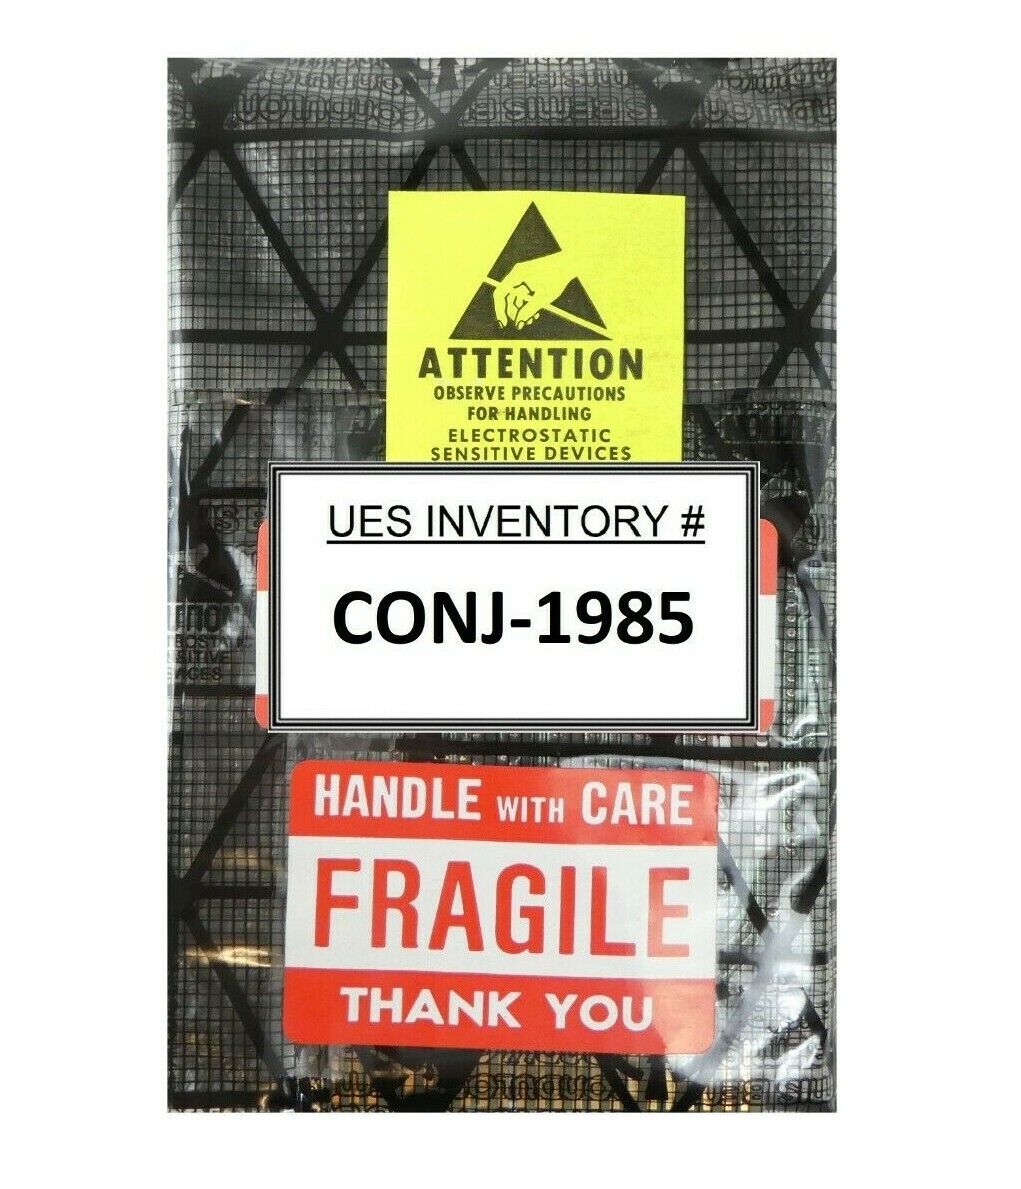 ATTENTION
OBSERVE PRECAUTIONS
FOR HANDLING
ELECTROSTATIC
SENSITIVE DEVICES
UES INVENTORY #
CONJ-1985
HANDLE WITH CARE
FRAGILE
THANK YOU